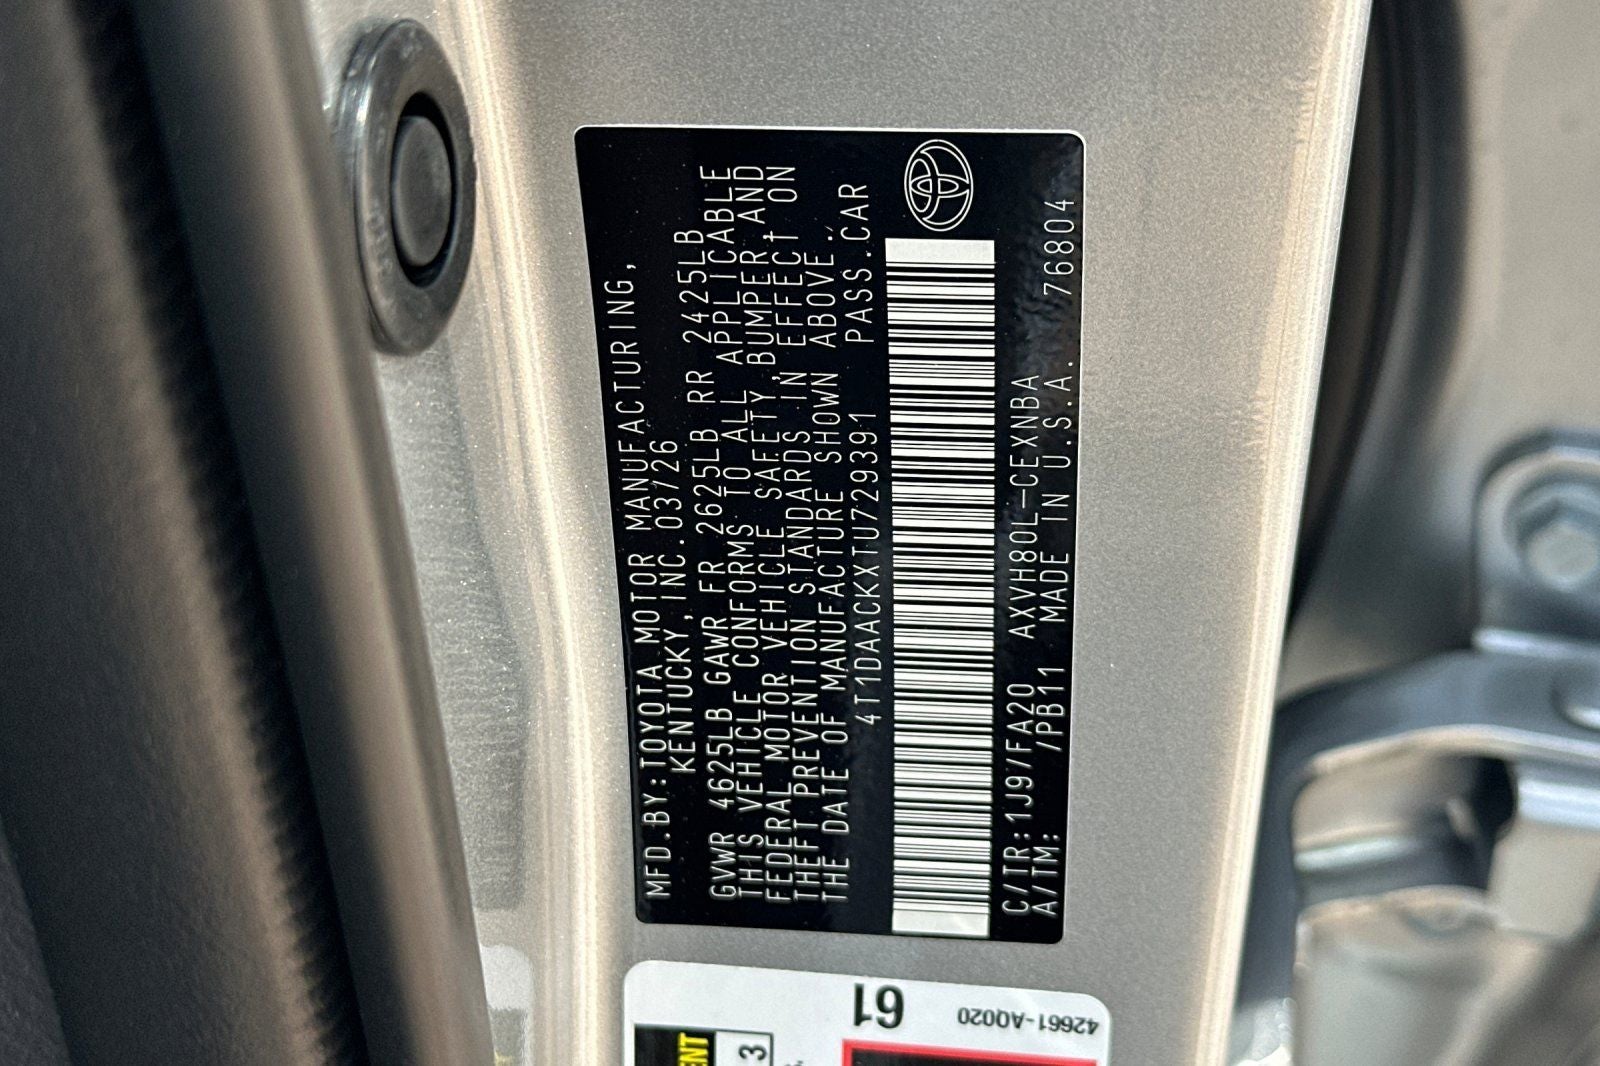 MFD.BY:TOYOTA MOTOR MANUFACTURING,
KENTUCKY, INC.03/26
GVWR 4625LB GAWR FR 2625LB RR 2425LB
THIS VEHICLE CONFORMS TO ALL APPLICABLE
FEDERAL MOTOR VEHICLE SAFETY,BUMPER,AND
THEFT PREVENTION STANDARDS IN EFFECT ON
THE DATE OF MANUFACTURE SHOWN ABOVE.
4T1DAACKXTU729391 PASS.CAR
C/TR:1J9/FA20 AXVH80L-CEXNBA
A/TM: /PB11 MADE IN U.S.A. 76804
61
42661-AQ020
3